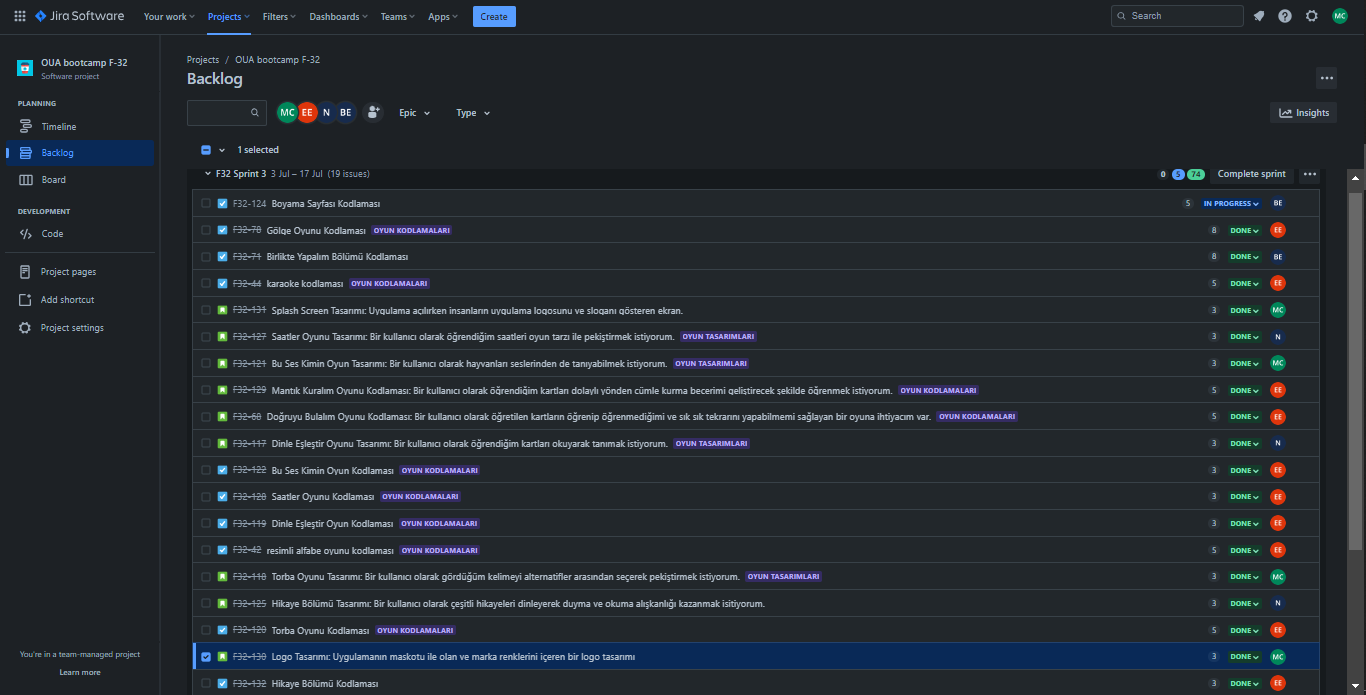 Jira Software Your work Projects Filters Dashboards Teams Apps Create Search MC
OUA bootcamp F-32
Software project
PLANNING
Timeline
Backlog
Board
DEVELOPMENT
Code
Project pages
Add shortcut
Project settings
You're in a team-managed project
Learn more
Projects / OUA bootcamp F-32
Backlog
MC EE N BE Epic Type Insights
1 selected
F32 Sprint 3 3 Jul – 17 Jul (19 issues) 0 5 74 Complete sprint
F32-124 Boyama Sayfası Kodlaması 5 IN PROGRESS BE
F32-78 Gölge Oyunu Kodlaması OYUN KODLAMALARI 8 DONE EE
F32-71 Birlikte Yapalım Bölümü Kodlaması 8 DONE BE
F32-44 karaoke kodlaması OYUN KODLAMALARI 5 DONE EE
F32-131 Splash Screen Tasarımı: Uygulama açılırken insanların uygulama logosunu ve sloganı gösteren ekran. 3 DONE MC
F32-127 Saatler Oyunu Tasarımı: Bir kullanıcı olarak öğrendiğim saatleri oyun tarzı ile pekiştirmek istiyorum. OYUN TASARIMLARI 3 DONE N
F32-121 Bu Ses Kimin Oyun Tasarımı: Bir kullanıcı olarak hayvanları seslerinden de tanıyabilmek istiyorum. OYUN TASARIMLARI 3 DONE MC
F32-129 Mantık Kuralım Oyunu Kodlaması: Bir kullanıcı olarak öğrendiğim kartları dolaylı yönden cümle kurma becerimi geliştirecek şekilde öğrenmek istiyorum. OYUN KODLAMALARI 5 DONE EE
F32-68 Doğruyu Bulalım Oyunu Kodlaması: Bir kullanıcı olarak öğretilen kartların öğrenip öğrenmediğimi ve sık sık tekrarını yapabilmemi sağlayan bir oyuna ihtiyacım var. OYUN KODLAMALARI 5 DONE EE
F32-117 Dinle Eşleştir Oyunu Tasarımı: Bir kullanıcı olarak öğrendiğim kartları okuyarak tanımak istiyorum. OYUN TASARIMLARI 3 DONE N
F32-122 Bu Ses Kimin Oyun Kodlaması OYUN KODLAMALARI 3 DONE EE
F32-128 Saatler Oyunu Kodlaması OYUN KODLAMALARI 3 DONE EE
F32-119 Dinle Eşleştir Oyun Kodlaması OYUN KODLAMALARI 3 DONE EE
F32-42 resimli alfabe oyunu kodlaması OYUN KODLAMALARI 5 DONE EE
F32-118 Torba Oyunu Tasarımı: Bir kullanıcı olarak gördüğüm kelimeyi alternatifler arasından seçerek pekiştirmek istiyorum. OYUN TASARIMLARI 3 DONE MC
F32-125 Hikaye Bölümü Tasarımı: Bir kullanıcı olarak çeşitli hikayeleri dinleyerek duyma ve okuma alışkanlığı kazanmak isitiyorum. 3 DONE N
F32-120 Torba Oyunu Kodlaması OYUN KODLAMALARI 5 DONE EE
F32-130 Logo Tasarımı: Uygulamanın maskotu ile olan ve marka renklerini içeren bir logo tasarımı 3 DONE MC
F32-132 Hikaye Bölümü Kodlaması 3 DONE EE